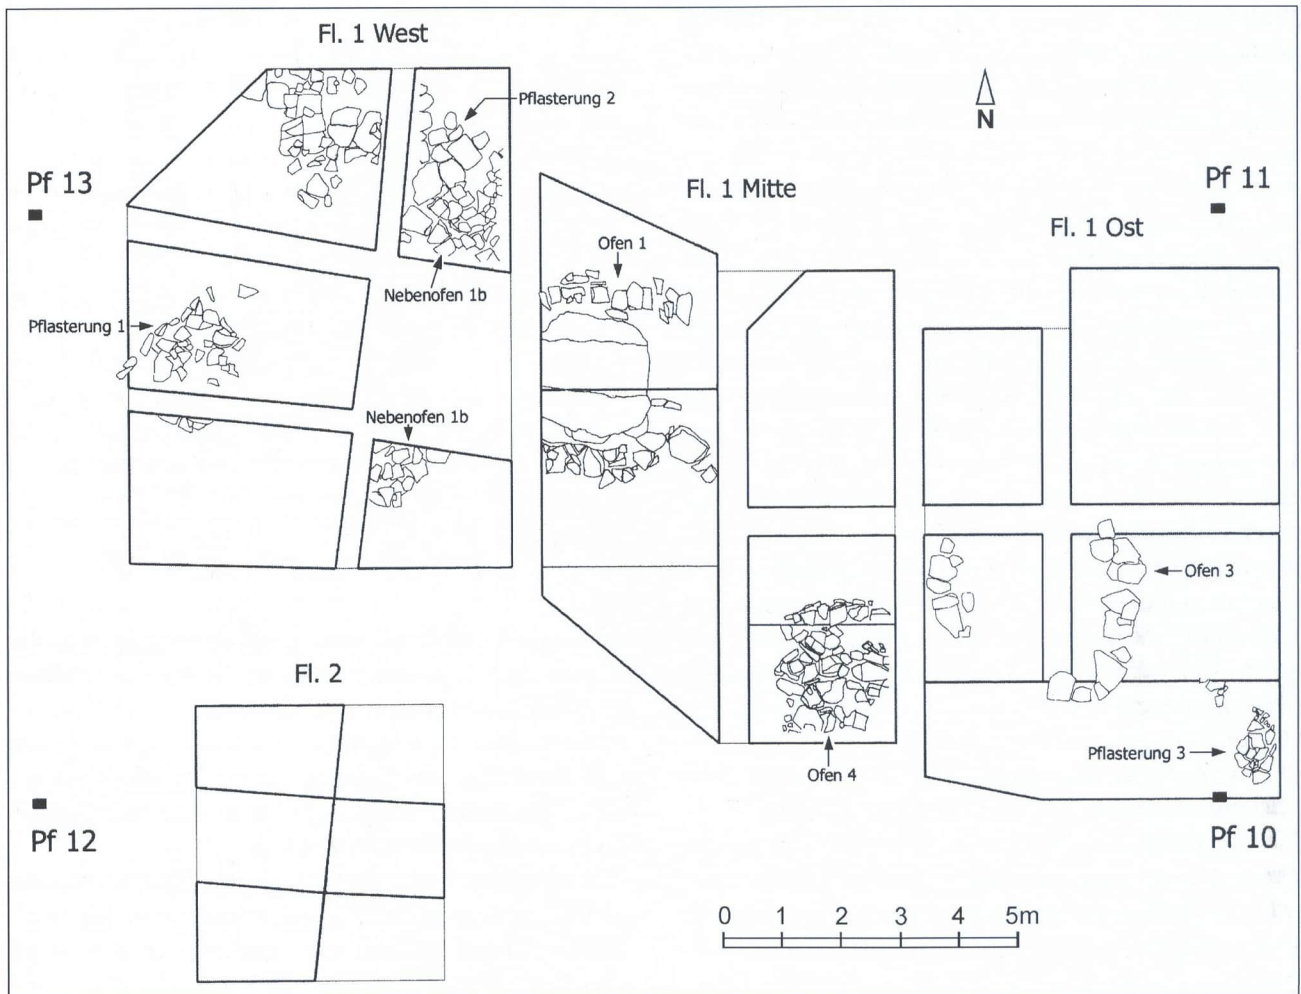 Fl. 1 West
Pflasterung 2
N
Pf 13
Fl. 1 Mitte
Pf 11
Fl. 1 Ost
Ofen 1
Nebenofen 1b
Pflasterung 1
Nebenofen 1b
Ofen 3
Fl. 2
Pflasterung 3
Ofen 4
Pf 12
Pf 10
0 1 2 3 4 5m